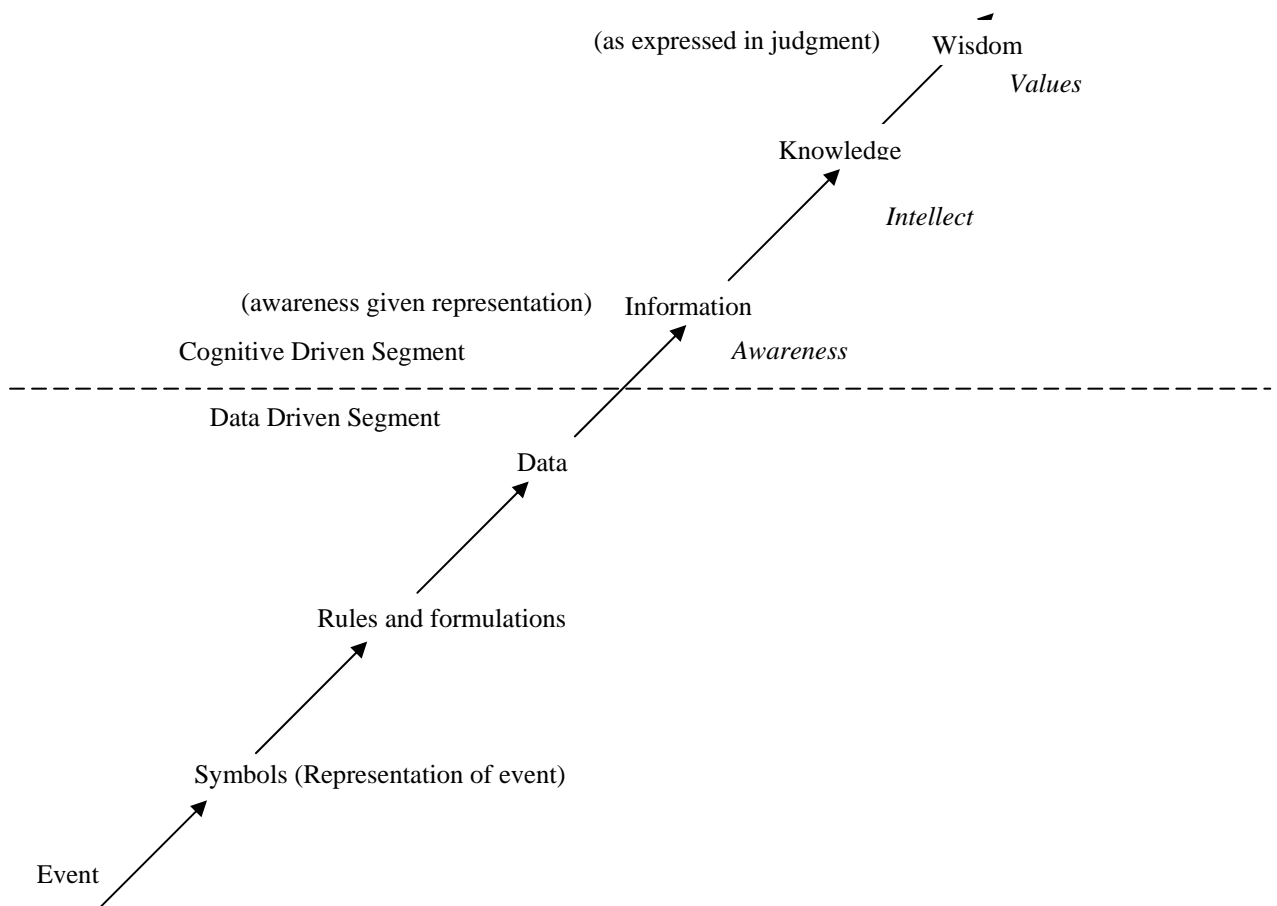 (as expressed in judgment) Wisdom
Values
Knowledge
Intellect
(awareness given representation) Information
Cognitive Driven Segment Awareness
Data Driven Segment
Data
Rules and formulations
Symbols (Representation of event)
Event